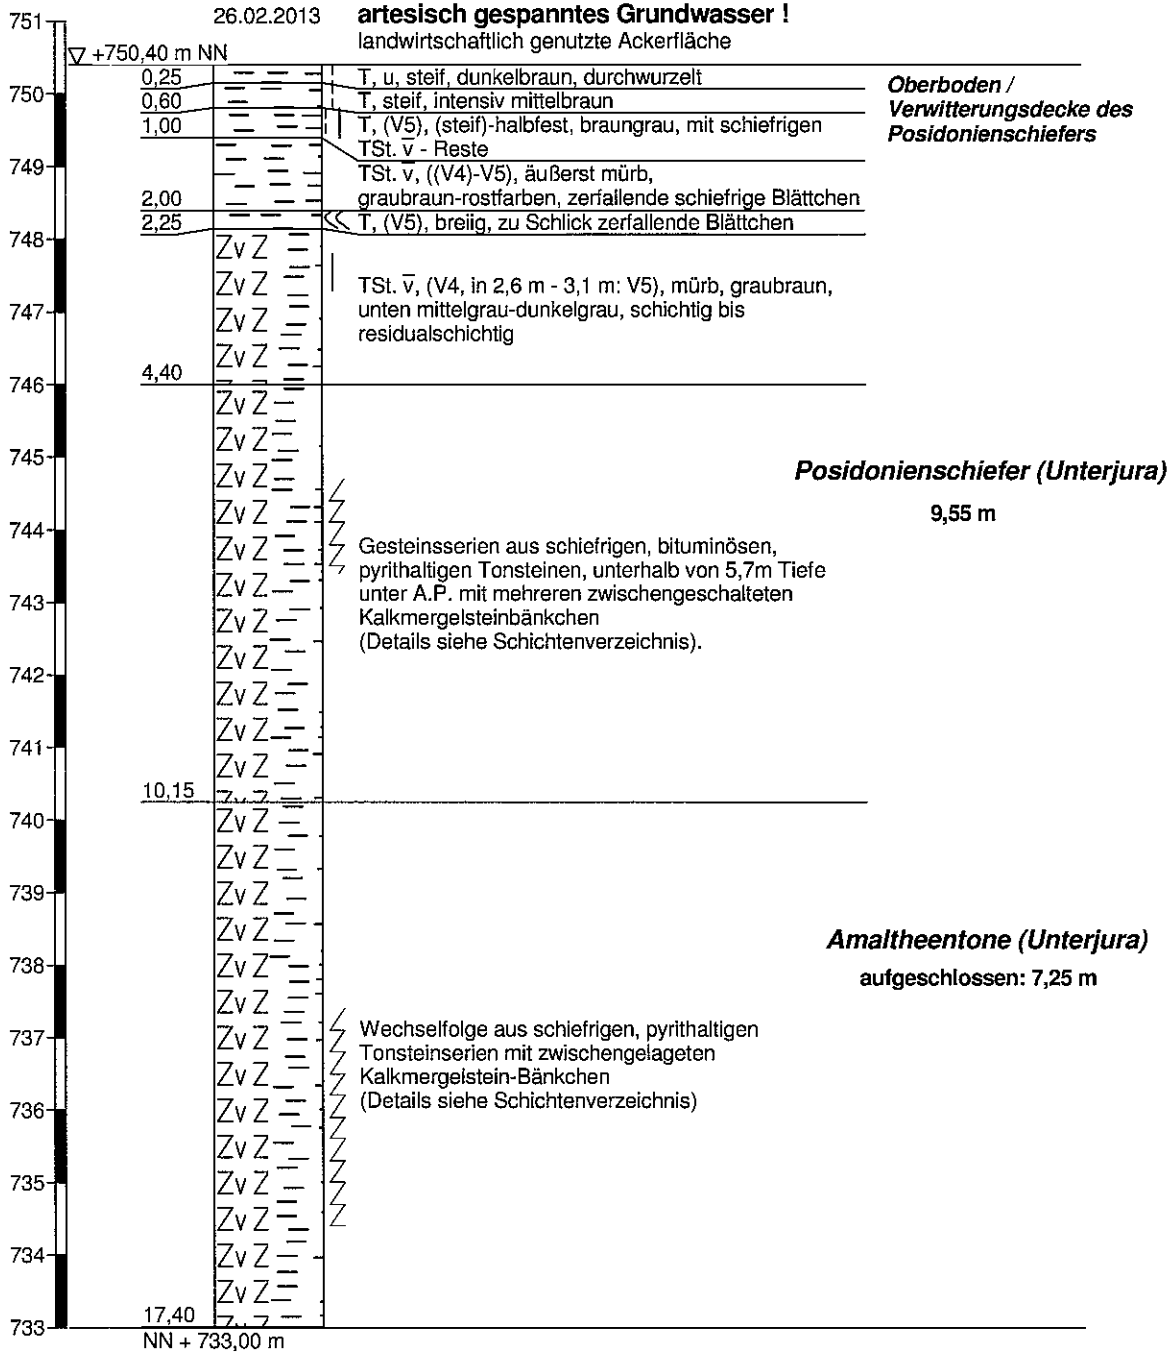 26.02.2013 artesisch gespanntes Grundwasser !
landwirtschaftlich genutzte Ackerfläche
+750,40 m NN
751
750
749
748
747
746
745
744
743
742
741
740
739
738
737
736
735
734
733
0,25 T, u, steif, dunkelbraun, durchwurzelt
0,60 T, steif, intensiv mittelbraun
1,00 T, (V5), (steif)-halbfest, braungrau, mit schiefrigen
TSt. v̅ - Reste
Oberboden /
Verwitterungsdecke des
Posidonienschiefers
TSt. v̅, ((V4)-V5), äußerst mürb,
2,00 graubraun-rostfarben, zerfallende schiefrige Blättchen
2,25 T, (V5), breiig, zu Schlick zerfallende Blättchen
TSt. v̅, (V4, in 2,6 m - 3,1 m: V5), mürb, graubraun,
unten mittelgrau-dunkelgrau, schichtig bis
residualschichtig
4,40
Posidonienschiefer (Unterjura)
9,55 m
Gesteinsserien aus schiefrigen, bituminösen,
pyrithaltigen Tonsteinen, unterhalb von 5,7m Tiefe
unter A.P. mit mehreren zwischengeschalteten
Kalkmergelsteinbänkchen
(Details siehe Schichtenverzeichnis).
10,15
Amaltheentone (Unterjura)
aufgeschlossen: 7,25 m
Wechselfolge aus schiefrigen, pyrithaltigen
Tonsteinserien mit zwischengelageten
Kalkmergelstein-Bänkchen
(Details siehe Schichtenverzeichnis)
17,40
NN + 733,00 m